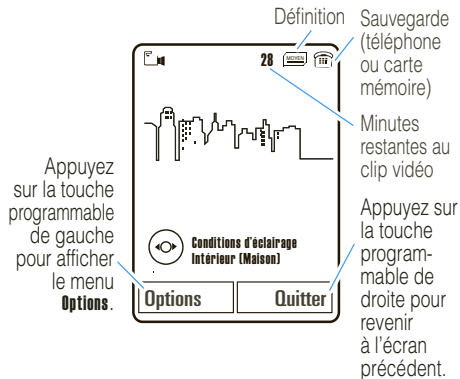 Définition
Sauvegarde
(téléphone
ou carte
mémoire)
28
MOYEN
Minutes
restantes au
clip vidéo
Appuyez
sur la touche
programmable
de gauche
pour afficher
le menu
Options.
Conditions d'éclairage
Intérieur (Maison)
Options
Quitter
Appuyez sur
la touche
program-
mable de
droite pour
revenir
à l'écran
précédent.